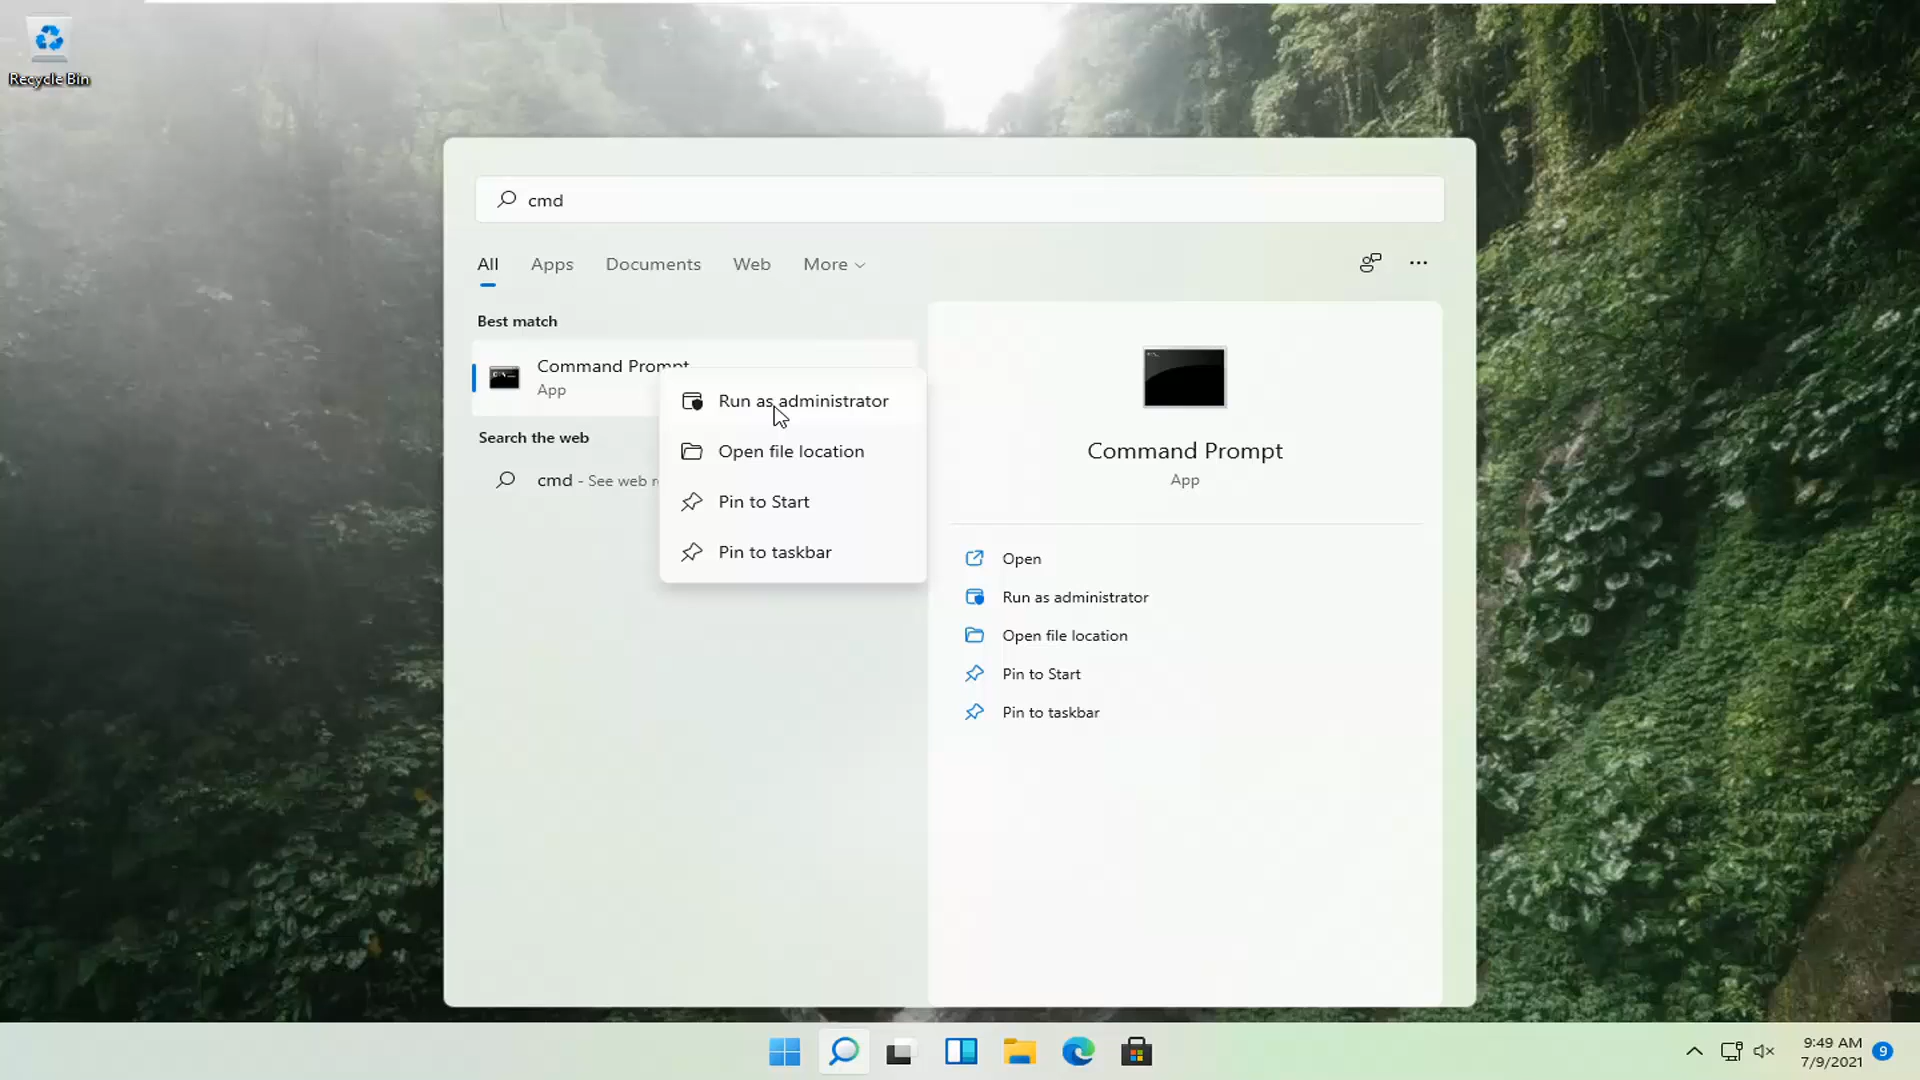 Recycle Bin
cmd
All Apps Documents Web More
Best match
Command Prompt
App
Search the web
cmd - See web
Run as administrator
Open file location
Pin to Start
Pin to taskbar
Command Prompt
App
Open
Run as administrator
Open file location
Pin to Start
Pin to taskbar
9:49 AM
7/9/2021
9